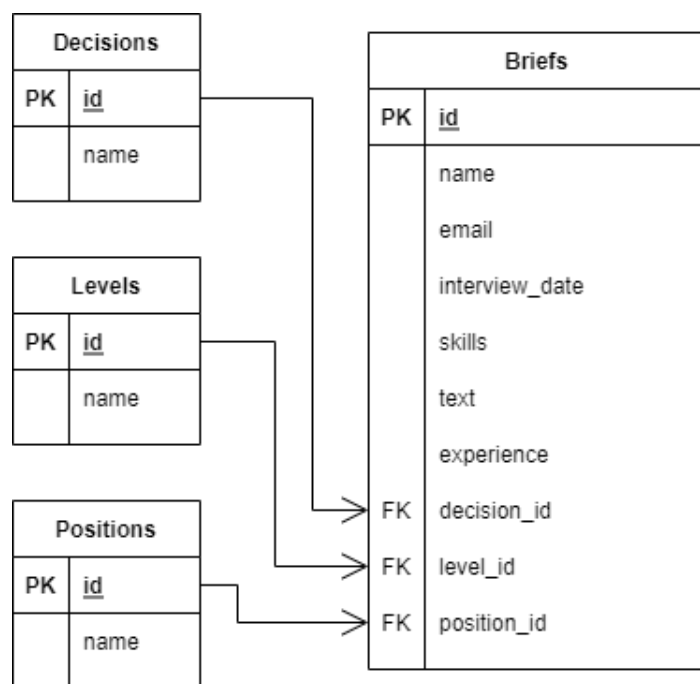 Decisions
PK id
name
Levels
PK id
name
Positions
PK id
name
Briefs
PK id
name
email
interview_date
skills
text
experience
FK decision_id
FK level_id
FK position_id